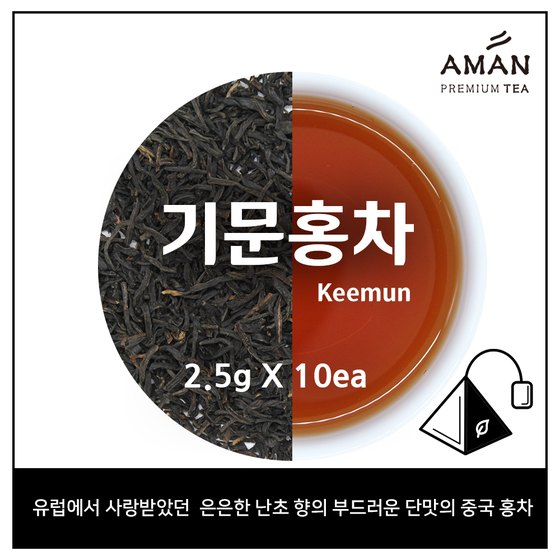 AMAN
PREMIUM TEA
기문홍차
Keemun
2.5g X 10ea
유럽에서 사랑받았던 은은한 난초 향의 부드러운 단맛의 중국 홍차